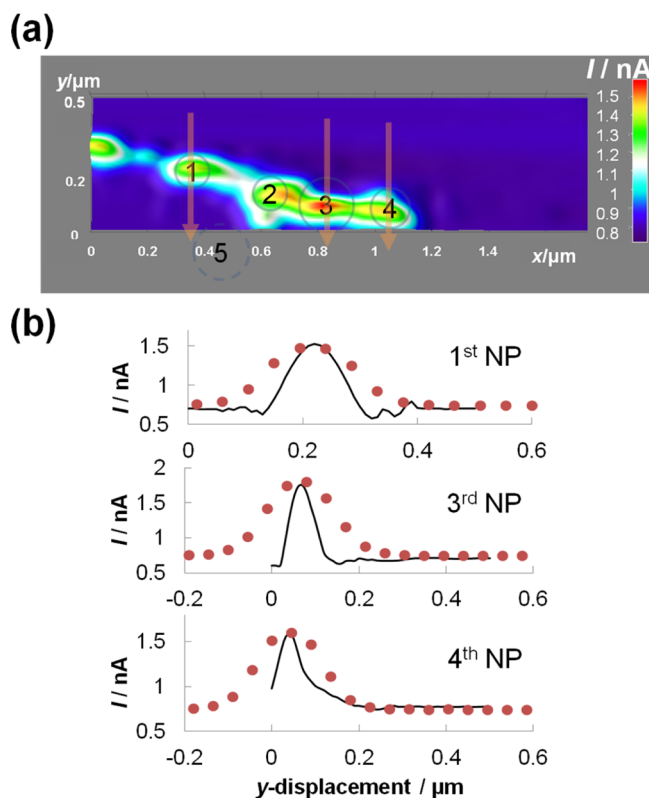 (a)
I / nA
y/µm
0.5
0.2
0
1
2
3
4
5
0 0.2 0.4 0.6 0.8 1 1.2 1.4 x/µm
1.5
1.4
1.3
1.2
1.1
1
0.9
0.8
(b)
I / nA
1.5
1
0.5
0 0.2 0.4 0.6
1st NP
I / nA
2
1.5
1
0.5
-0.2 0 0.2 0.4 0.6
3rd NP
I / nA
1.5
1
0.5
-0.2 0 0.2 0.4 0.6
4th NP
y-displacement / µm